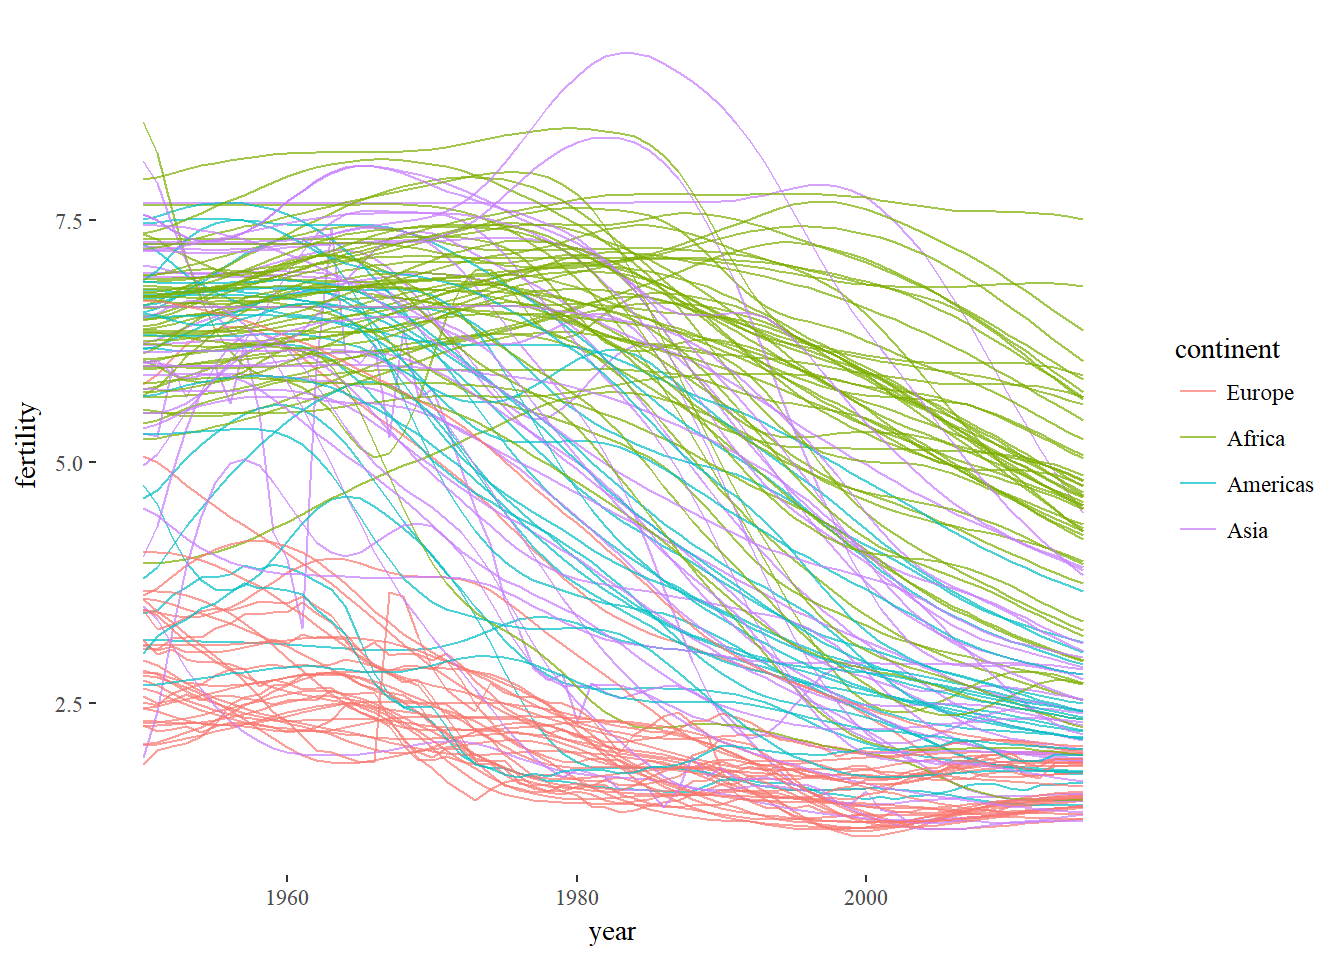 7.5
5.0
2.5
fertility
1960
1980
2000
year
continent
Europe
Africa
Americas
Asia